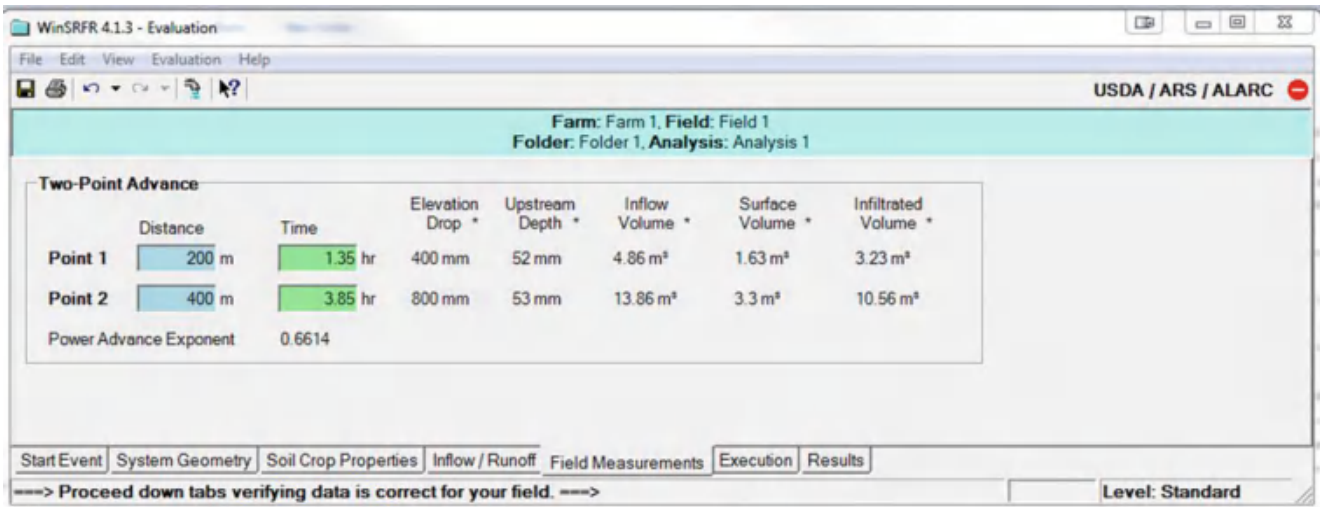 WinSRFR 4.1.3 - Evaluation
File Edit View Evaluation Help
USDA / ARS / ALARC
Farm: Farm 1, Field: Field 1
Folder: Folder 1, Analysis: Analysis 1
Two-Point Advance
Distance Time Elevation Drop * Upstream Depth * Inflow Volume * Surface Volume * Infiltrated Volume *
Point 1 200 m 1.35 hr 400 mm 52 mm 4.86 m³ 1.63 m³ 3.23 m³
Point 2 400 m 3.85 hr 800 mm 53 mm 13.86 m³ 3.3 m³ 10.56 m³
Power Advance Exponent 0.6614
Start Event System Geometry Soil Crop Properties Inflow / Runoff Field Measurements Execution Results
===> Proceed down tabs verifying data is correct for your field. ===> Level: Standard